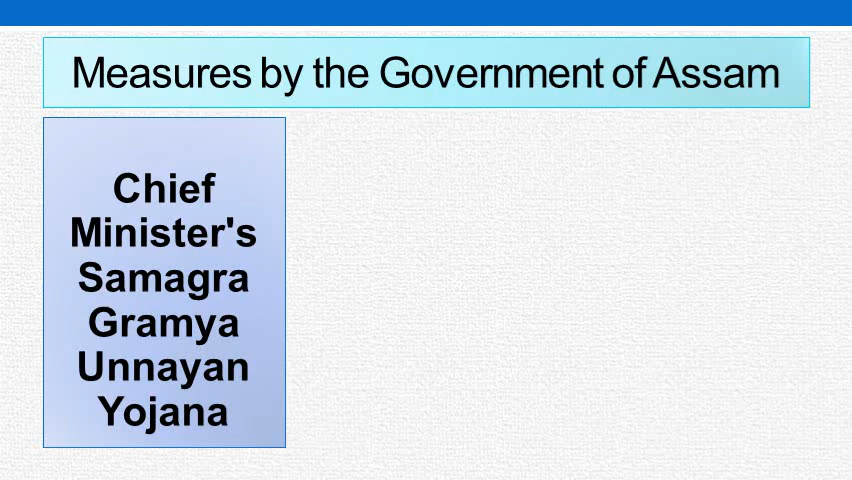 Measures by the Government of Assam
Chief
Minister's
Samagra
Gramya
Unnayan
Yojana